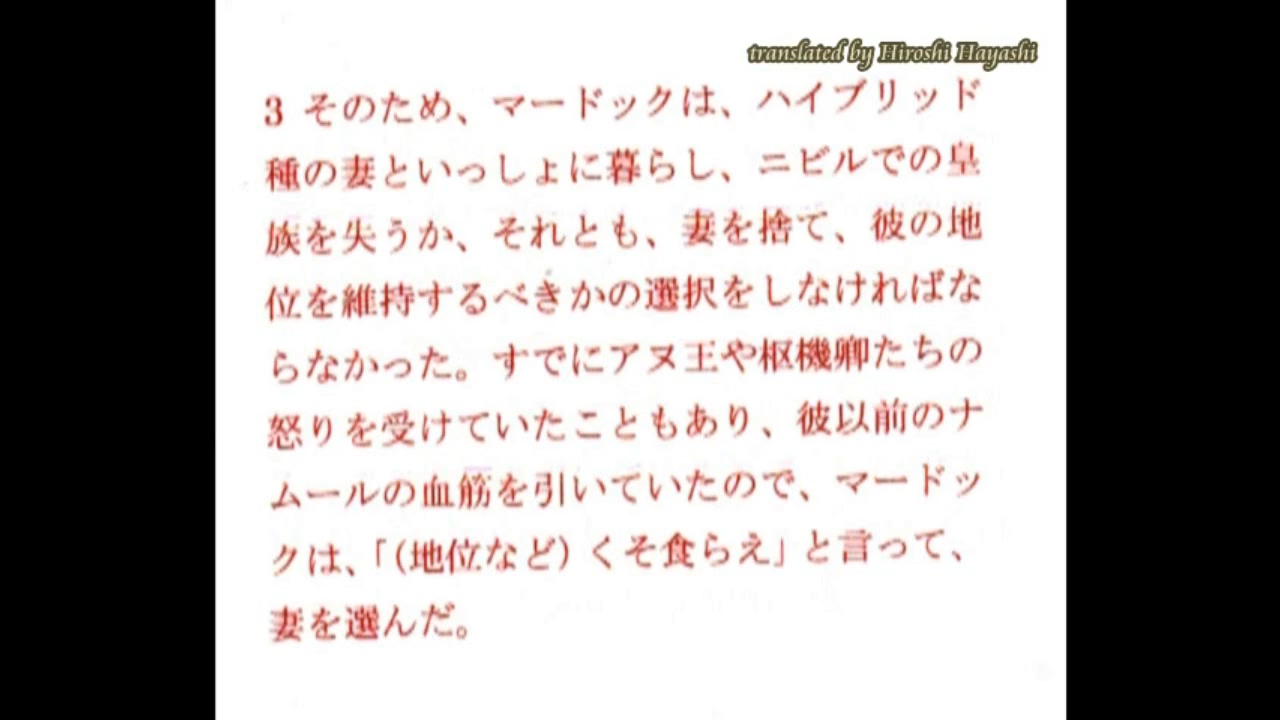 translated by Hiroshi Hayashi
3 そのため、マードックは、ハイブリッド
種の妻といっしょに暮らし、ニビルでの皇
族を失うか、それとも、妻を捨て、彼の地
位を維持するべきかの選択をしなければな
らなかった。すでにアヌ王や枢機卿たちの
怒りを受けていたこともあり、彼以前のナ
ムールの血筋を引いていたので、マードッ
クは、「(地位など)くそ食らえ」と言って、
妻を選んだ。